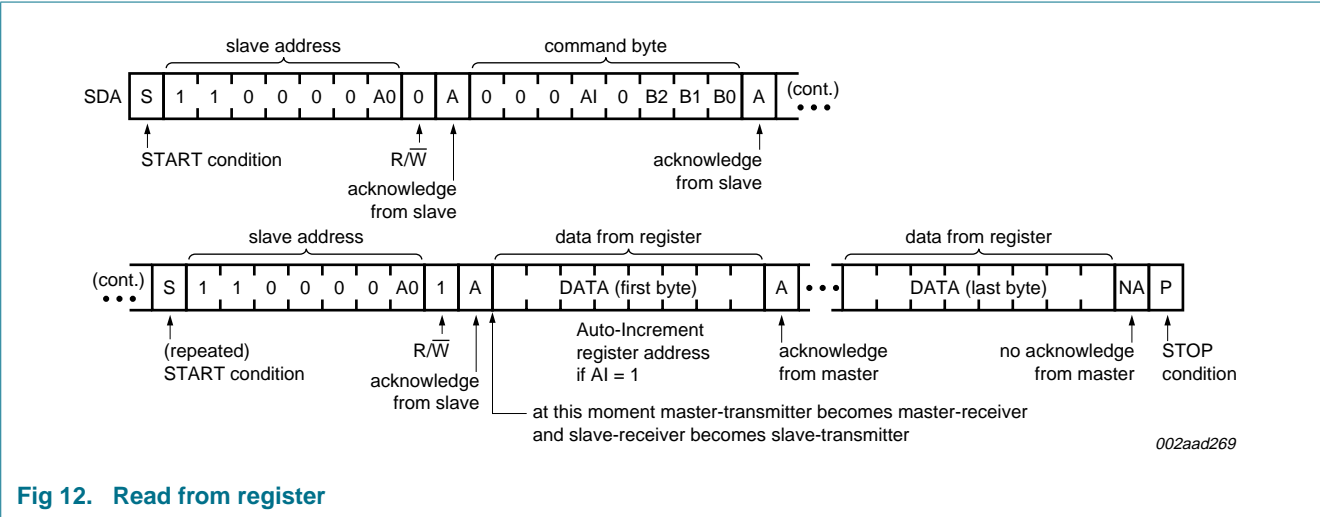 slave address command byte
SDA S 1 1 0 0 0 0 A0 0 A 0 0 0 AI 0 B2 B1 B0 A (cont.)
START condition R/W̅ acknowledge
from slave
acknowledge
from slave
slave address data from register data from register
(cont.) S 1 1 0 0 0 0 A0 1 A DATA (first byte) A DATA (last byte) NA P
(repeated)
START condition
R/W̅
acknowledge
from slave
Auto-Increment
register address
if AI = 1
acknowledge
from master
no acknowledge
from master
STOP
condition
at this moment master-transmitter becomes master-receiver
and slave-receiver becomes slave-transmitter
002aad269
Fig 12. Read from register